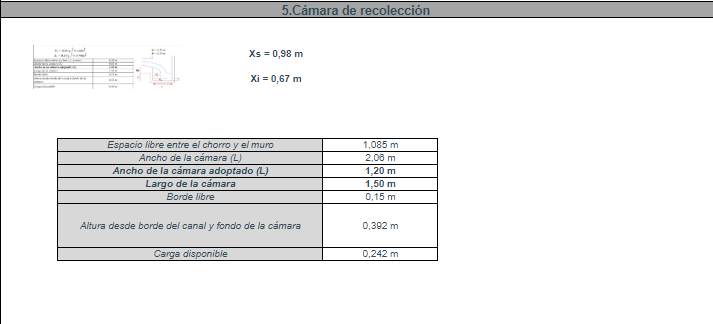 5.Cámara de recolección
Xs = 0,98 m
Xi = 0,67 m
Espacio libre entre el chorro y el muro 1,085 m
Ancho de la cámara (L) 2,06 m
Ancho de la cámara adoptado (L) 1,20 m
Largo de la cámara 1,50 m
Borde libre 0,15 m
Altura desde borde del canal y fondo de la cámara 0,392 m
Carga disponible 0,242 m